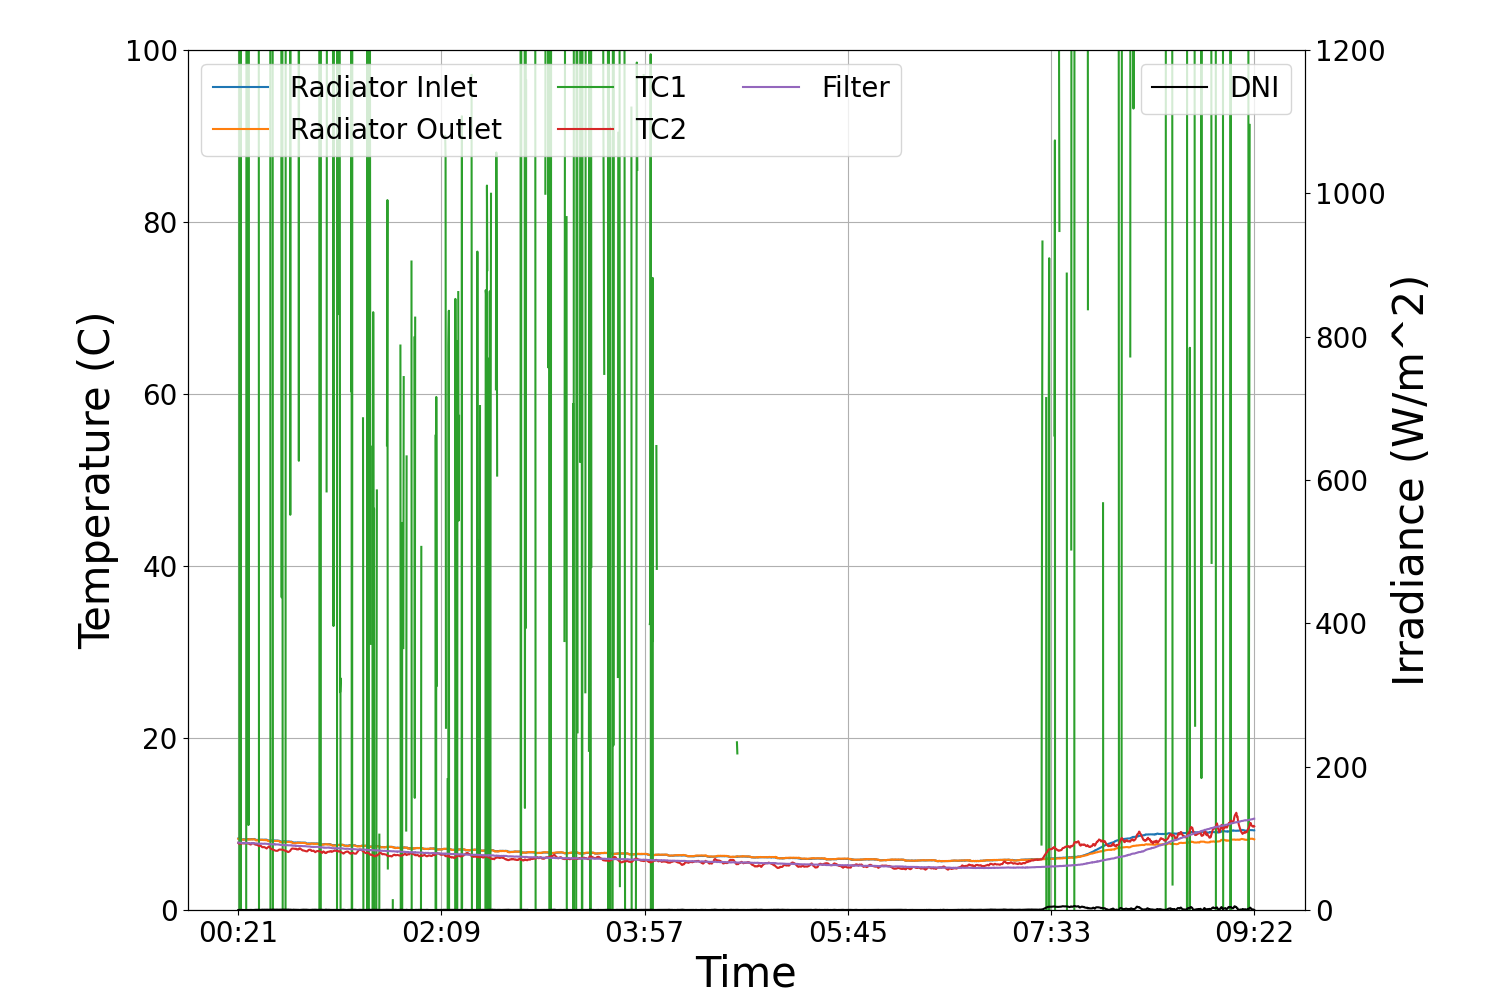 100
80
60
40
20
0
Temperature (C)
Radiator Inlet
Radiator Outlet
TC1
TC2
Filter
DNI
1200
1000
800
600
400
200
0
Irradiance (W/m^2)
00:21 02:09 03:57 05:45 07:33 09:22
Time